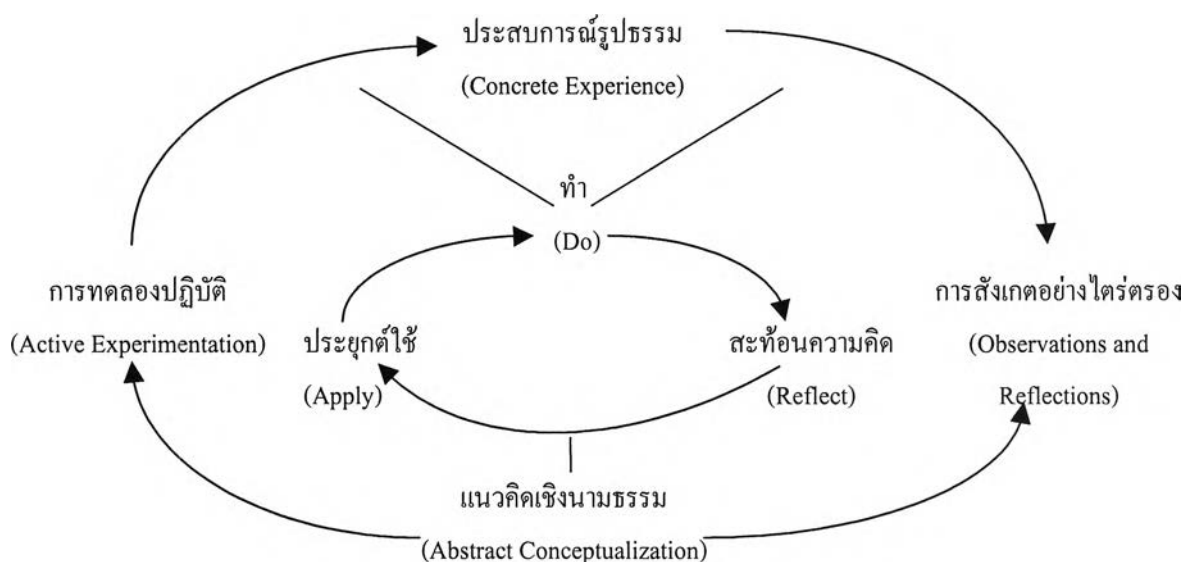 ประสบการณ์รูปธรรม
(Concrete Experience)
ทำ
(Do)
การทดลองปฏิบัติ
(Active Experimentation)
ประยุกต์ใช้
(Apply)
สะท้อนความคิด
(Reflect)
การสังเกตอย่างไตร่ตรอง
(Observations and
Reflections)
แนวคิดเชิงนามธรรม
(Abstract Conceptualization)